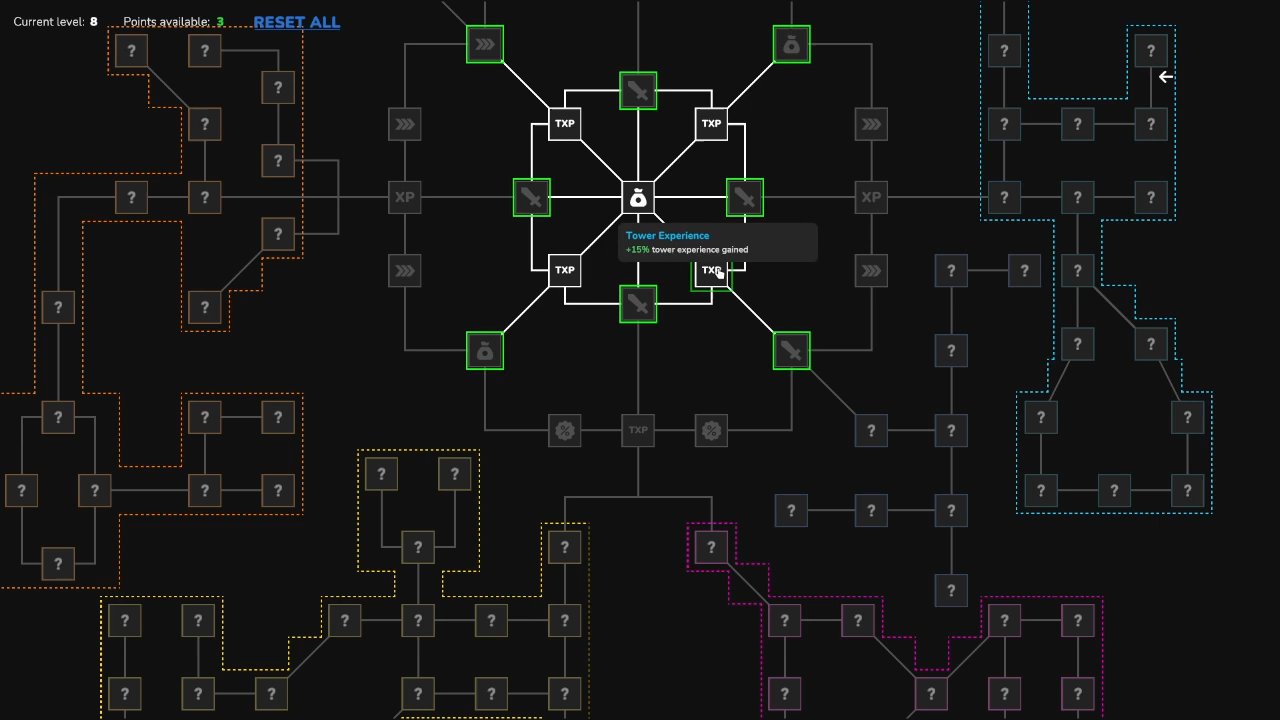 Current level: 8 Points available: 3 RESET ALL
? ? ? ?
?
? TXP TXP ? ? ?
?
? ? XP XP ? ? ?
Tower Experience
+15% tower experience gained
?
TXP TXP ? ? ?
? ?
? ? ?
? ? ? ? ?
TXP ? ?
? ?
? ? ? ? ? ? ?
? ? ?
? ? ?
?
?
? ? ? ? ? ? ? ? ? ?
? ? ? ? ? ? ? ? ? ?